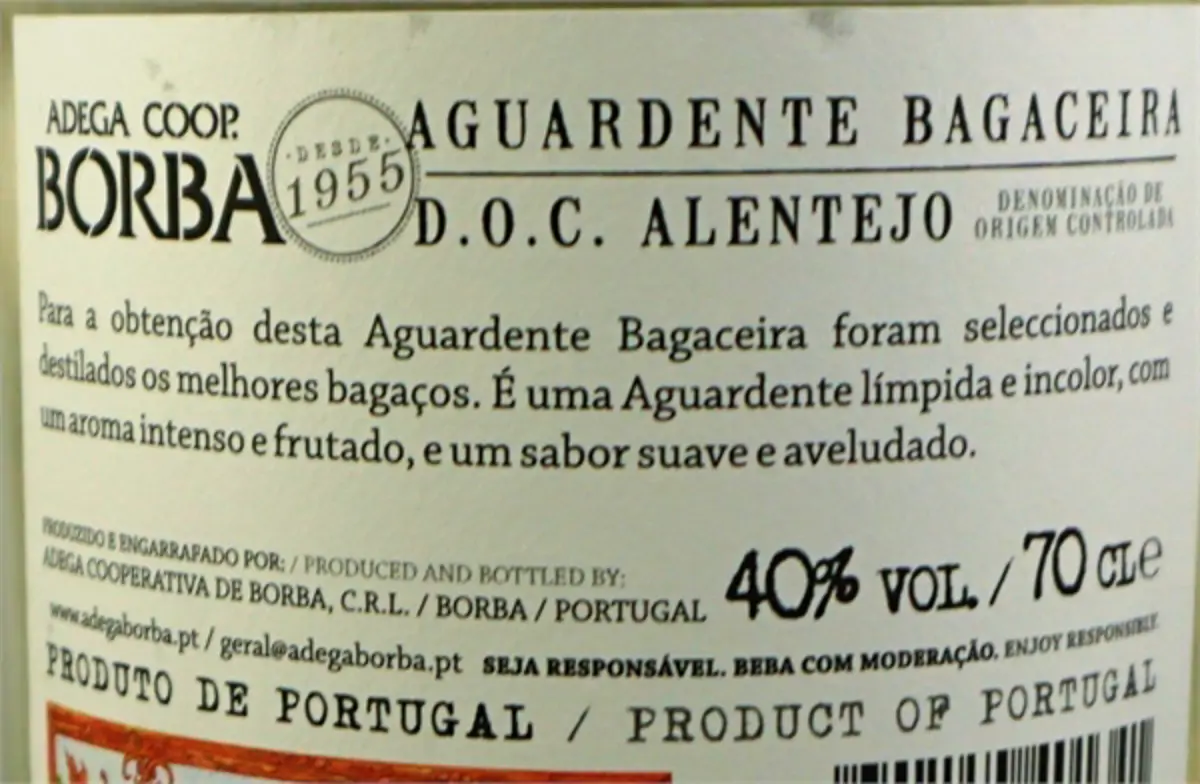 ADEGA COOP.
BORBA
· DESDE ·
1955
AGUARDENTE BAGACEIRA
D.O.C. ALENTEJO
DENOMINAÇÃO DE
ORIGEM CONTROLADA
Para a obtenção desta Aguardente Bagaceira foram seleccionados e
destilados os melhores bagaços. É uma Aguardente límpida e incolor, com
um aroma intenso e frutado, e um sabor suave e aveludado.
PRODUZIDO E ENGARRAFADO POR: / PRODUCED AND BOTTLED BY:
ADEGA COOPERATIVA DE BORBA, C.R.L. / BORBA / PORTUGAL
40% VOL. / 70 CLe
www.adegaborba.pt / geral@adegaborba.pt SEJA RESPONSÁVEL. BEBA COM MODERAÇÃO. ENJOY RESPONSIBLY.
PRODUTO DE PORTUGAL / PRODUCT OF PORTUGAL